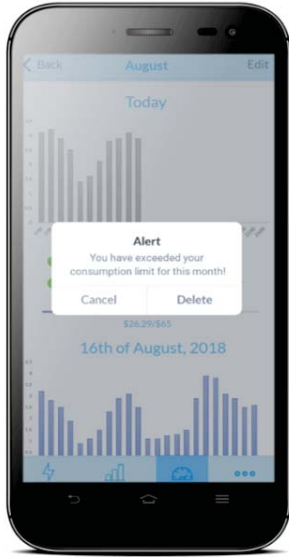 Back August Edit
Today
Alert
You have exceeded your
consumption limit for this month!
Cancel Delete
$26.29/$65
16th of August, 2018